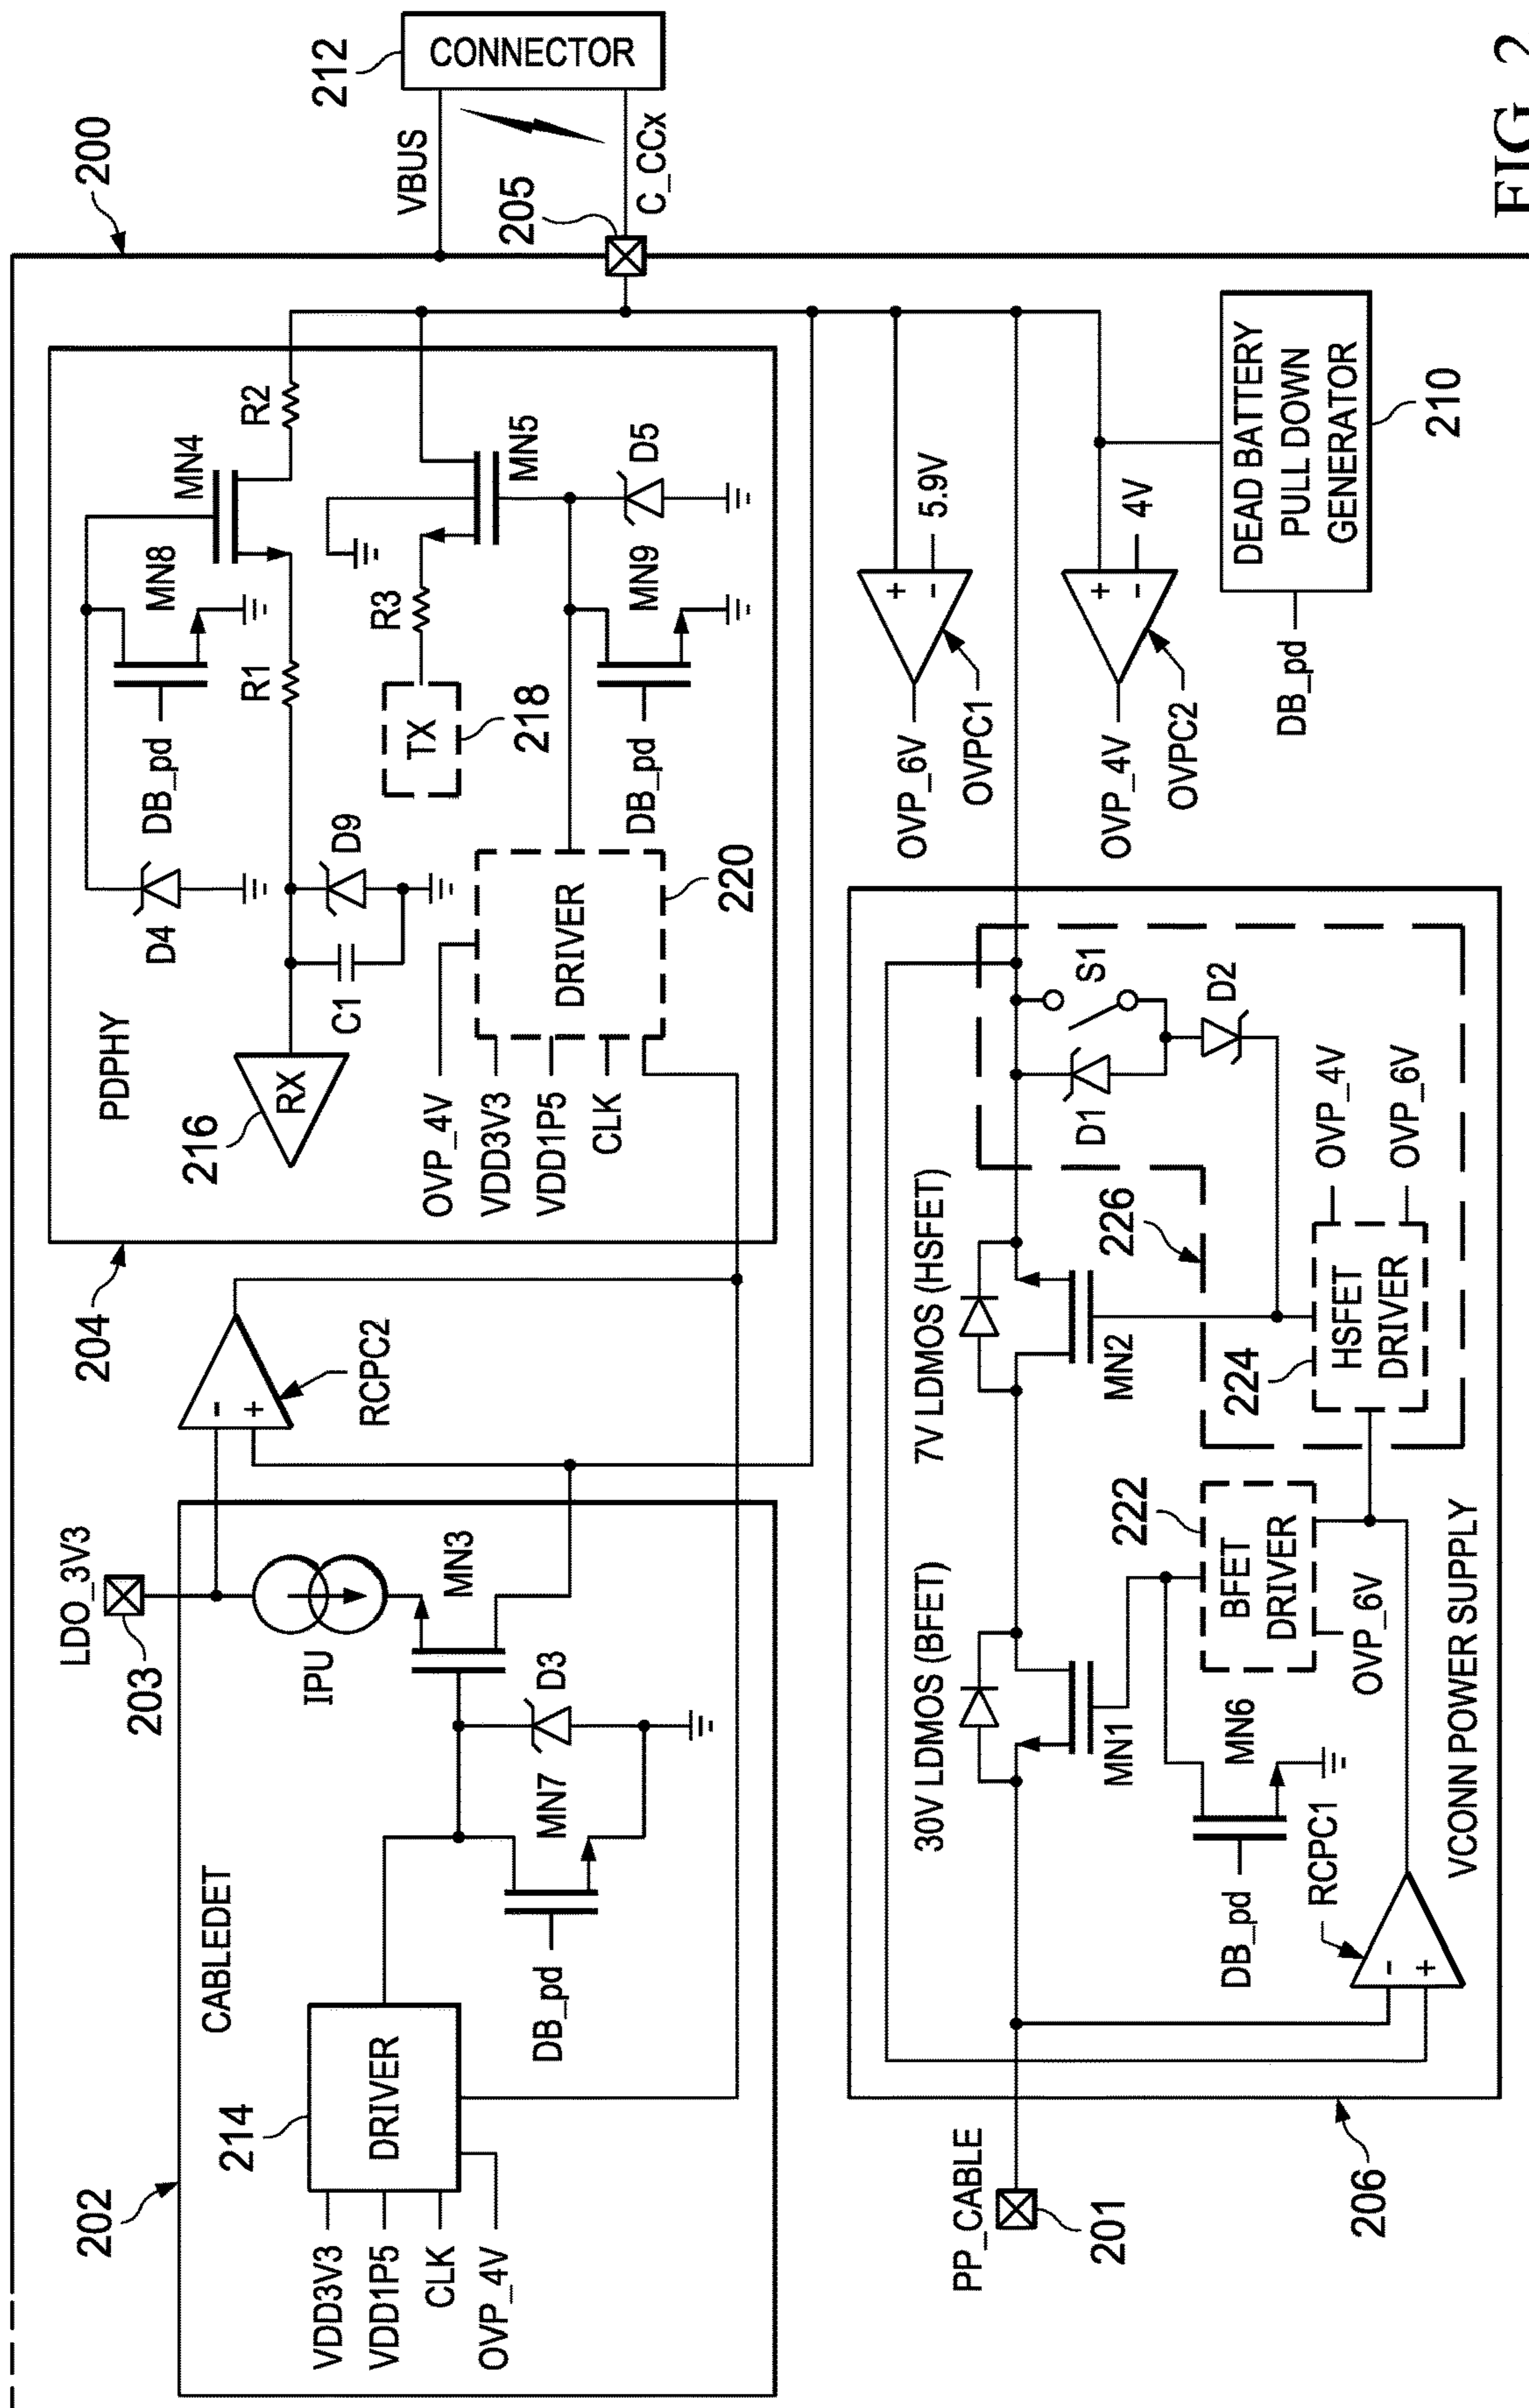 200
202
CABLEDET
214
DRIVER
VDD3V3
VDD1P5
CLK
OVP_4V
DB_pd
MN7
D3
MN3
IPU
LDO_3V3
203
RCPC2
-
+
204
PDPHY
216
RX
C1
D9
D4
DB_pd
MN8
R1
MN4
R2
OVP_4V
VDD3V3
VDD1P5
CLK
DRIVER
220
TX
218
R3
MN5
DB_pd
MN9
D5
VBUS
212
CONNECTOR
205
C_CCx
PP_CABLE
201
206
VCONN POWER SUPPLY
30V LDMOS (BFET)
MN1
7V LDMOS (HSFET)
MN2
226
D1
S1
D2
DB_pd
MN6
222
BFET
DRIVER
OVP_6V
224
HSFET
DRIVER
OVP_4V
OVP_6V
RCPC1
-
+
OVP_6V
OVPC1
+
-
5.9V
OVP_4V
OVPC2
+
-
4V
DB_pd
DEAD BATTERY
PULL DOWN
GENERATOR
210
FIG. 2